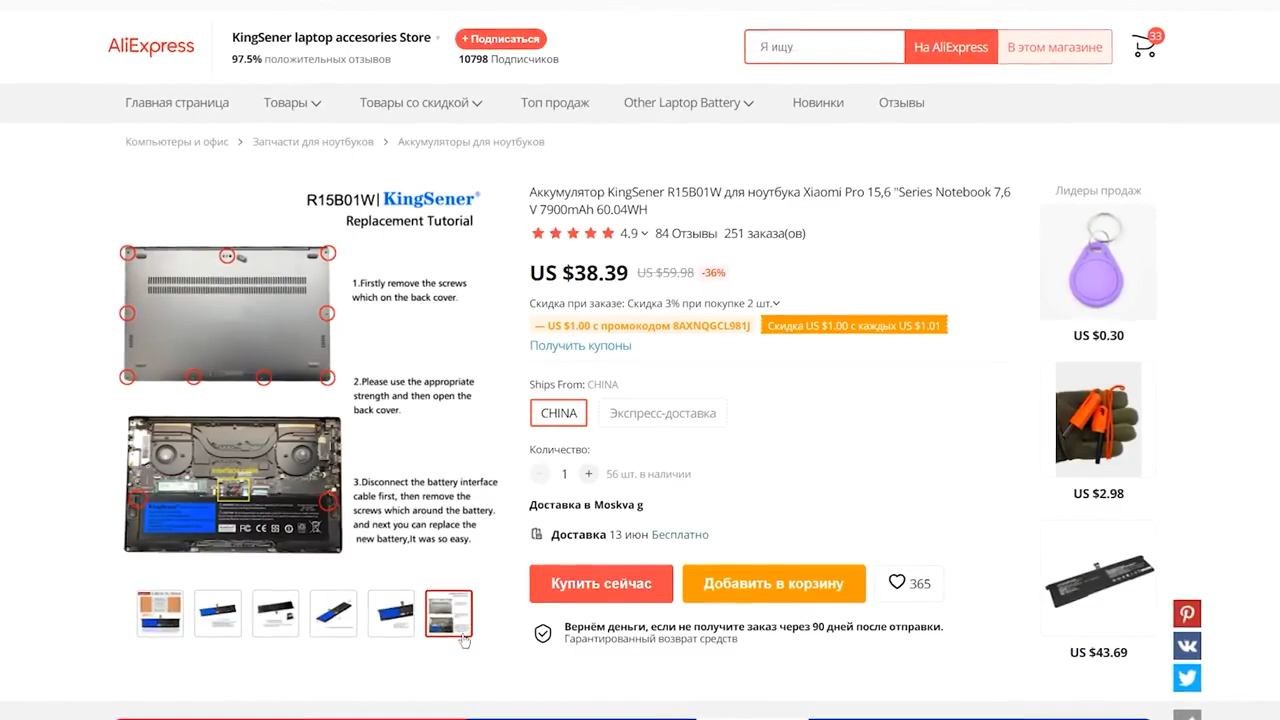 AliExpress
KingSener laptop accesories Store
+ Подписаться
97.5% положительных отзывов
10798 Подписчиков
Я ищу
На AliExpress
В этом магазине
33
Главная страница
Товары
Товары со скидкой
Топ продаж
Other Laptop Battery
Новинки
Отзывы
Компьютеры и офис > Запчасти для ноутбуков > Аккумуляторы для ноутбуков
R15B01W| KingSener®
Replacement Tutorial
1.Firstly remove the screws
which on the back cover.
2.Please use the appropriate
strength and then open the
back cover.
Interface cable
KingSener
3.Disconnect the battery interface
cable first, then remove the
screws which around the battery.
and next you can replace the
new battery,It was so easy.
Аккумулятор KingSener R15B01W для ноутбука Xiaomi Pro 15,6 "Series Notebook 7,6
V 7900mAh 60.04WH
4.9
84 Отзывы
251 заказа(ов)
US $38.39
US $59.98
-36%
Скидка при заказе: Скидка 3% при покупке 2 шт.
— US $1.00 с промокодом 8AXNQGCL981J
Скидка US $1.00 с каждых US $1.01
Получить купоны
Ships From: CHINA
CHINA
Экспресс-доставка
Количество:
− 1 +
56 шт. в наличии
Доставка в Moskva g
Доставка 13 июн Бесплатно
Купить сейчас
Добавить в корзину
365
Вернём деньги, если не получите заказ через 90 дней после отправки.
Гарантированный возврат средств
Лидеры продаж
US $0.30
US $2.98
US $43.69